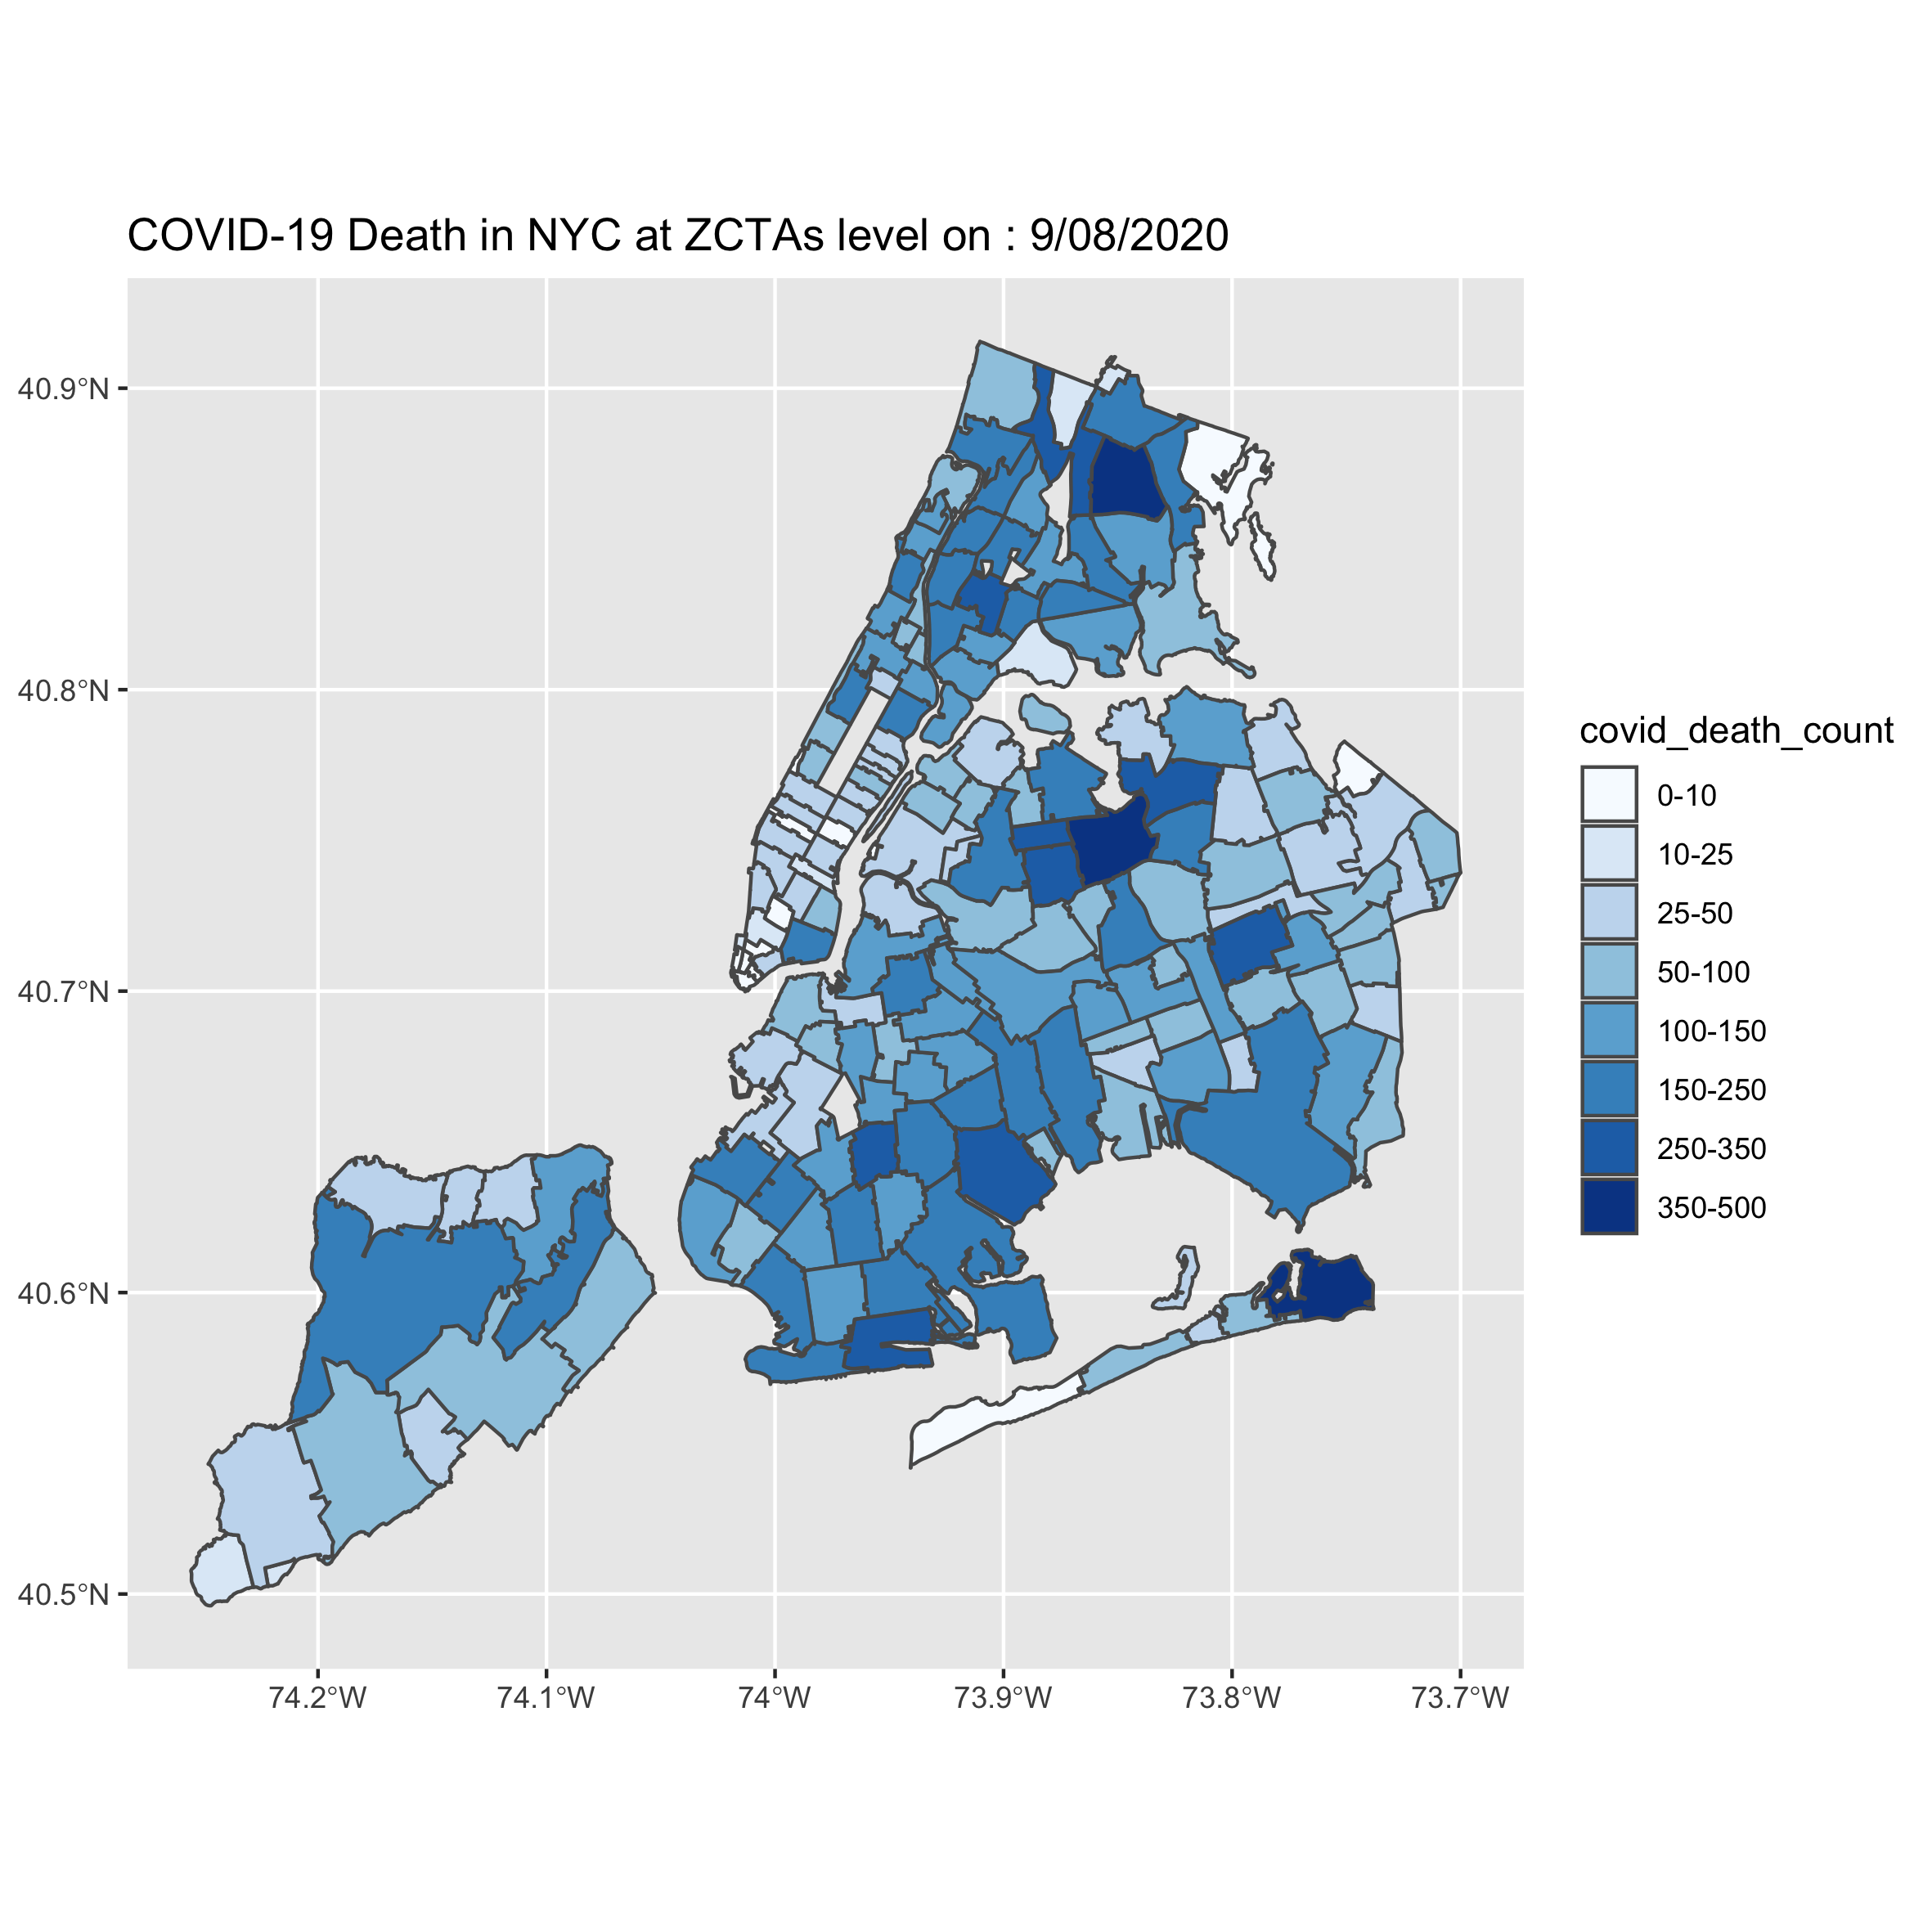 COVID-19 Death in NYC at ZCTAs level on : 9/08/2020
40.9°N
40.8°N
40.7°N
40.6°N
40.5°N
74.2°W
74.1°W
74°W
73.9°W
73.8°W
73.7°W
covid_death_count
0-10
10-25
25-50
50-100
100-150
150-250
250-350
350-500